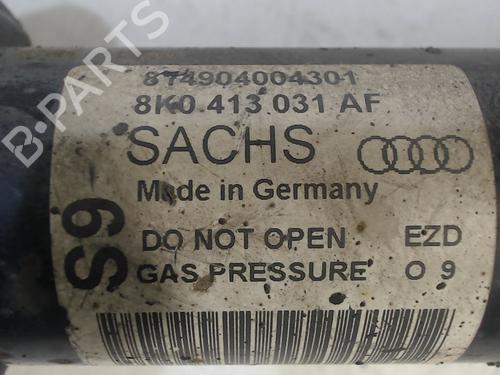 874904004301
8K0 413 031 AF
SACHS
Made in Germany
S9
DO NOT OPEN EZD
GAS PRESSURE O 9
B-PARTS